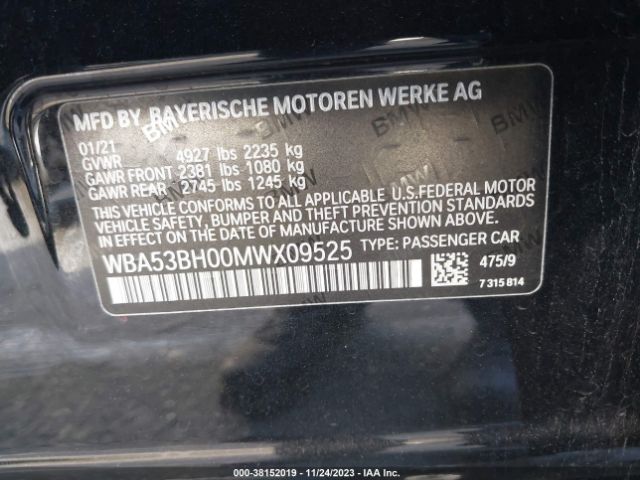 MFD BY BAYERISCHE MOTOREN WERKE AG
01/21
GVWR 4927 lbs 2235 kg
GAWR FRONT 2381 lbs 1080 kg
GAWR REAR 2745 lbs 1245 kg
THIS VEHICLE CONFORMS TO ALL APPLICABLE U.S.FEDERAL MOTOR
VEHICLE SAFETY, BUMPER AND THEFT PREVENTION STANDARDS
IN EFFECT ON THE DATE OF MANUFACTURE SHOWN ABOVE.
WBA53BH00MWX09525 TYPE: PASSENGER CAR
475/9
7 315 814
000-38152019 - 11/24/2023 - IAA Inc.